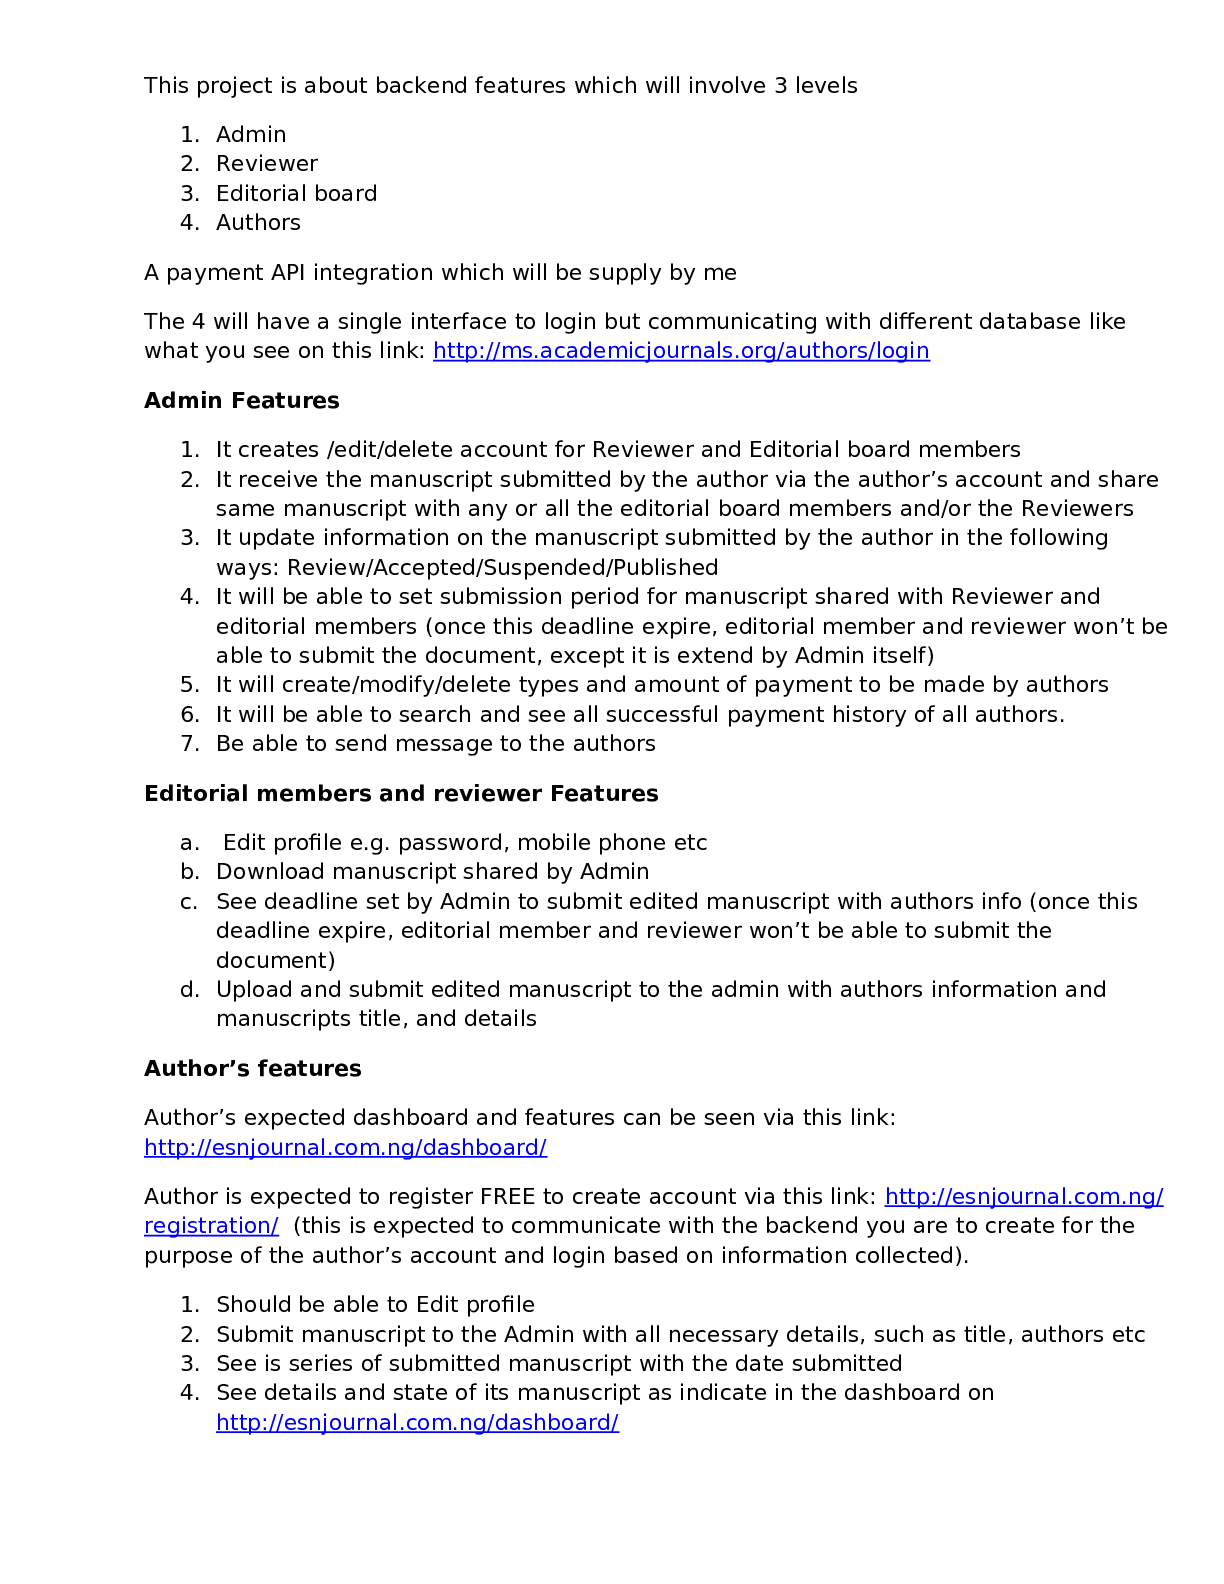 This project is about backend features which will involve 3 levels
1. Admin
2. Reviewer
3. Editorial board
4. Authors
A payment API integration which will be supply by me
The 4 will have a single interface to login but communicating with different database like
what you see on this link: http://ms.academicjournals.org/authors/login
Admin Features
1. It creates /edit/delete account for Reviewer and Editorial board members
2. It receive the manuscript submitted by the author via the author’s account and share
same manuscript with any or all the editorial board members and/or the Reviewers
3. It update information on the manuscript submitted by the author in the following
ways: Review/Accepted/Suspended/Published
4. It will be able to set submission period for manuscript shared with Reviewer and
editorial members (once this deadline expire, editorial member and reviewer won’t be
able to submit the document, except it is extend by Admin itself)
5. It will create/modify/delete types and amount of payment to be made by authors
6. It will be able to search and see all successful payment history of all authors.
7. Be able to send message to the authors
Editorial members and reviewer Features
a. Edit profile e.g. password, mobile phone etc
b. Download manuscript shared by Admin
c. See deadline set by Admin to submit edited manuscript with authors info (once this
deadline expire, editorial member and reviewer won’t be able to submit the
document)
d. Upload and submit edited manuscript to the admin with authors information and
manuscripts title, and details
Author’s features
Author’s expected dashboard and features can be seen via this link:
http://esnjournal.com.ng/dashboard/
Author is expected to register FREE to create account via this link: http://esnjournal.com.ng/
registration/ (this is expected to communicate with the backend you are to create for the
purpose of the author’s account and login based on information collected).
1. Should be able to Edit profile
2. Submit manuscript to the Admin with all necessary details, such as title, authors etc
3. See is series of submitted manuscript with the date submitted
4. See details and state of its manuscript as indicate in the dashboard on
http://esnjournal.com.ng/dashboard/